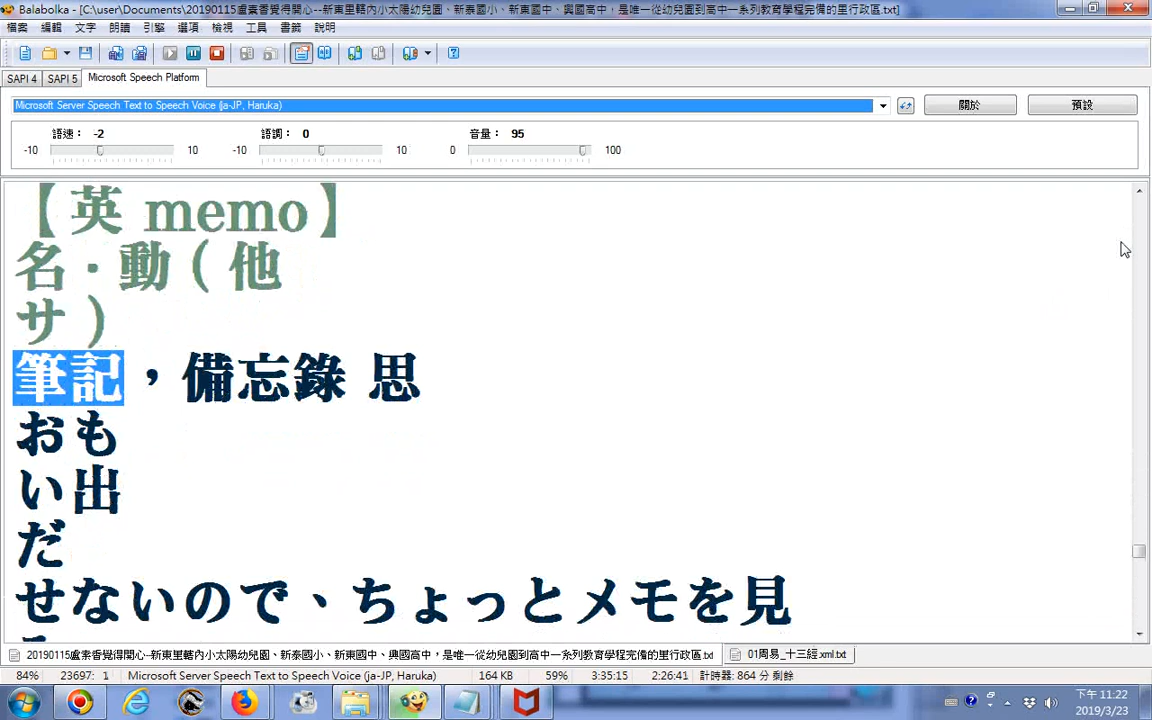 Balabolka - [C:\user\Documents\20190115盧素香覺得開心--新東里轄內小太陽幼兒園、新泰國小、新東國中、興國高中，是唯一從幼兒園到高中一系列教育學程完備的里行政區.txt]
檔案 編輯 文字 朗讀 引擎 選項 檢視 工具 書籤 說明
SAPI 4 SAPI 5 Microsoft Speech Platform
Microsoft Server Speech Text to Speech Voice (ja-JP, Haruka) 關於 預設
語速： -2 語調： 0 音量： 95
-10 10 -10 10 0 100
【英 memo】
名·動（他
サ）
筆記，備忘錄 思
おも
い出
だ
せないので、ちょっとメモを見
20190115盧素香覺得開心--新東里轄內小太陽幼兒園、新泰國小、新東國中、興國高中，是唯一從幼兒園到高中一系列教育學程完備的里行政區.txt 01周易_十三經.xml.txt
84% 23697: 1 Microsoft Server Speech Text to Speech Voice (ja-JP, Haruka) 164 KB 59% 3:35:15 2:26:41 計時器: 864 分 剩餘
下午 11:22
2019/3/23